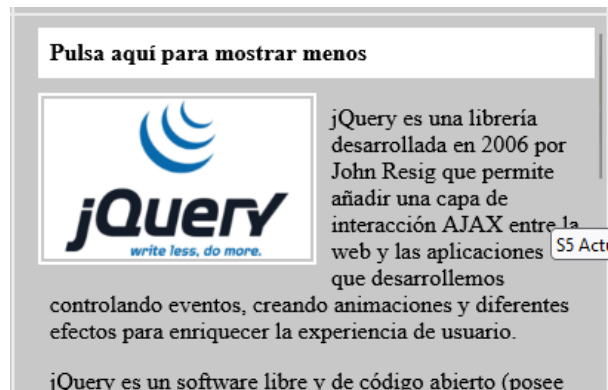 Pulsa aquí para mostrar menos
jQuery
write less, do more.
jQuery es una librería
desarrollada en 2006 por
John Resig que permite
añadir una capa de
interacción AJAX entre la
web y las aplicaciones
que desarrollemos
controlando eventos, creando animaciones y diferentes
efectos para enriquecer la experiencia de usuario.
jQuery es un software libre y de código abierto (posee
S5 Actu